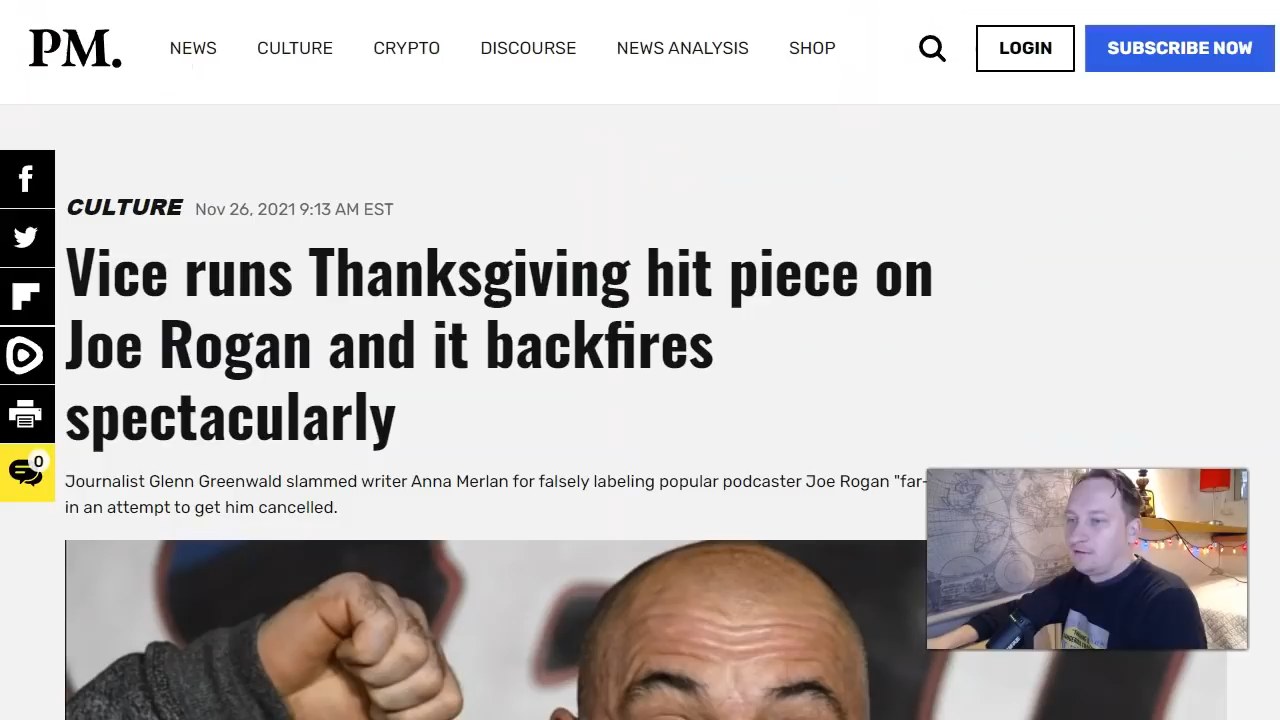 PM. NEWS CULTURE CRYPTO DISCOURSE NEWS ANALYSIS SHOP LOGIN SUBSCRIBE NOW
CULTURE Nov 26, 2021 9:13 AM EST
Vice runs Thanksgiving hit piece on
Joe Rogan and it backfires
spectacularly
0
Journalist Glenn Greenwald slammed writer Anna Merlan for falsely labeling popular podcaster Joe Rogan "far-
in an attempt to get him cancelled.